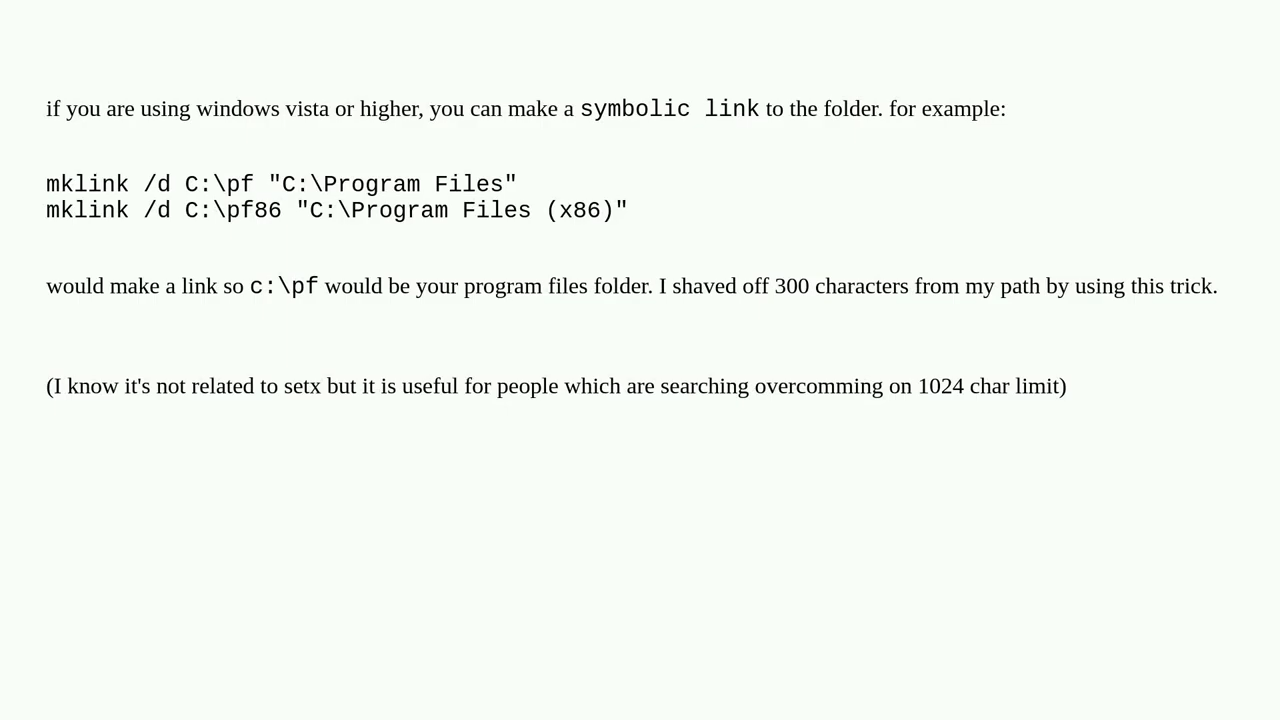 if you are using windows vista or higher, you can make a symbolic link to the folder. for example:
mklink /d C:\pf "C:\Program Files"
mklink /d C:\pf86 "C:\Program Files (x86)"
would make a link so c:\pf would be your program files folder. I shaved off 300 characters from my path by using this trick.
(I know it's not related to setx but it is useful for people which are searching overcomming on 1024 char limit)